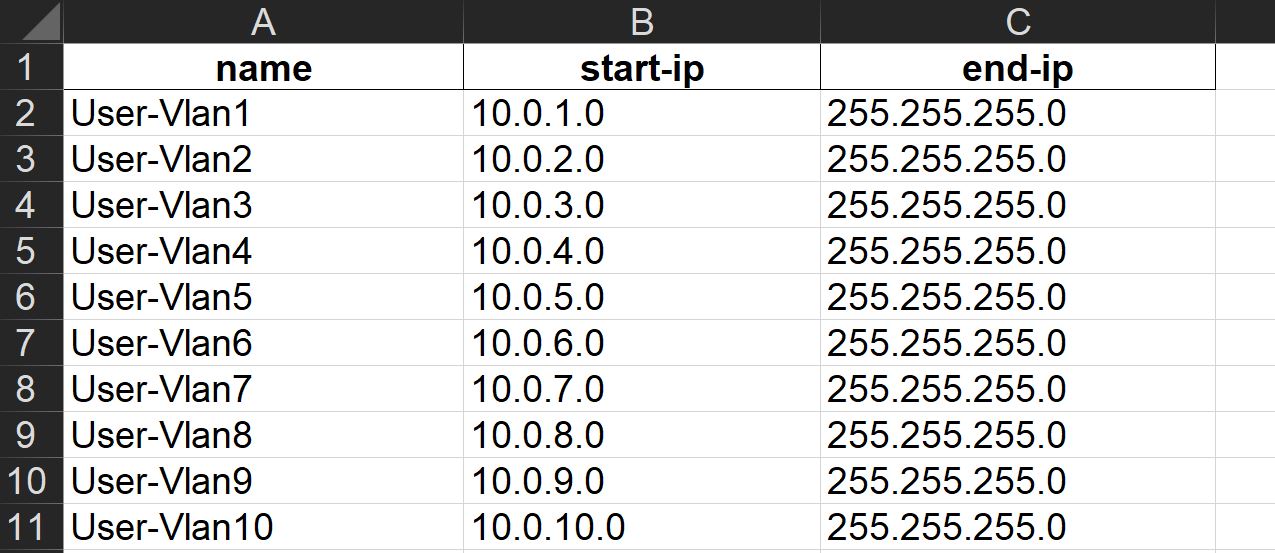 A B C
1 name start-ip end-ip
2 User-Vlan1 10.0.1.0 255.255.255.0
3 User-Vlan2 10.0.2.0 255.255.255.0
4 User-Vlan3 10.0.3.0 255.255.255.0
5 User-Vlan4 10.0.4.0 255.255.255.0
6 User-Vlan5 10.0.5.0 255.255.255.0
7 User-Vlan6 10.0.6.0 255.255.255.0
8 User-Vlan7 10.0.7.0 255.255.255.0
9 User-Vlan8 10.0.8.0 255.255.255.0
10 User-Vlan9 10.0.9.0 255.255.255.0
11 User-Vlan10 10.0.10.0 255.255.255.0